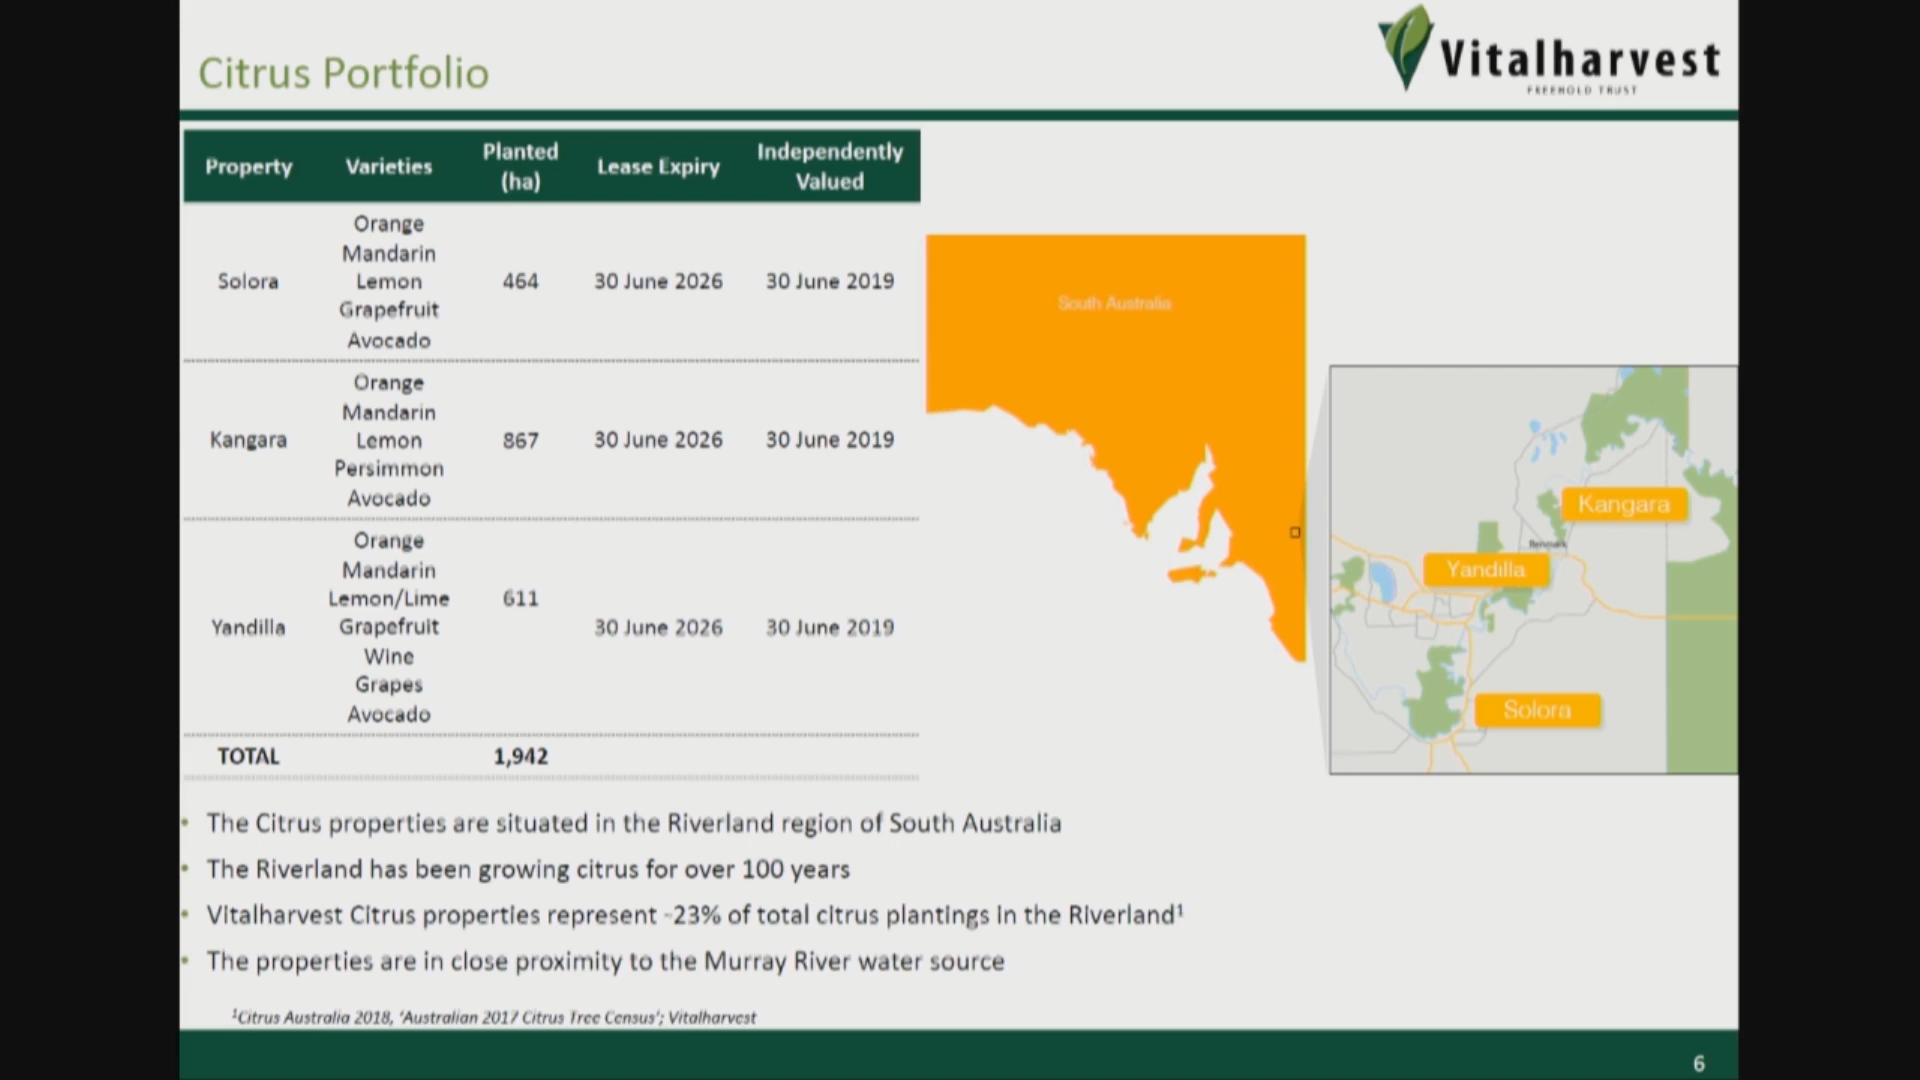 Citrus Portfolio
Vitalharvest
FREEHOLD TRUST
Property Varieties Planted (ha) Lease Expiry Independently Valued
Orange
Mandarin
Solora Lemon 464 30 June 2026 30 June 2019
Grapefruit
Avocado
Orange
Mandarin
Kangara Lemon 867 30 June 2026 30 June 2019
Persimmon
Avocado
Orange
Mandarin
Lemon/Lime 611
Yandilla Grapefruit 30 June 2026 30 June 2019
Wine
Grapes
Avocado
TOTAL 1,942
South Australia
Kangara
Renmark
Yandilla
Solora
• The Citrus properties are situated in the Riverland region of South Australia
• The Riverland has been growing citrus for over 100 years
• Vitalharvest Citrus properties represent ~23% of total citrus plantings in the Riverland¹
• The properties are in close proximity to the Murray River water source
¹Citrus Australia 2018, ‘Australian 2017 Citrus Tree Census’; Vitalharvest
6